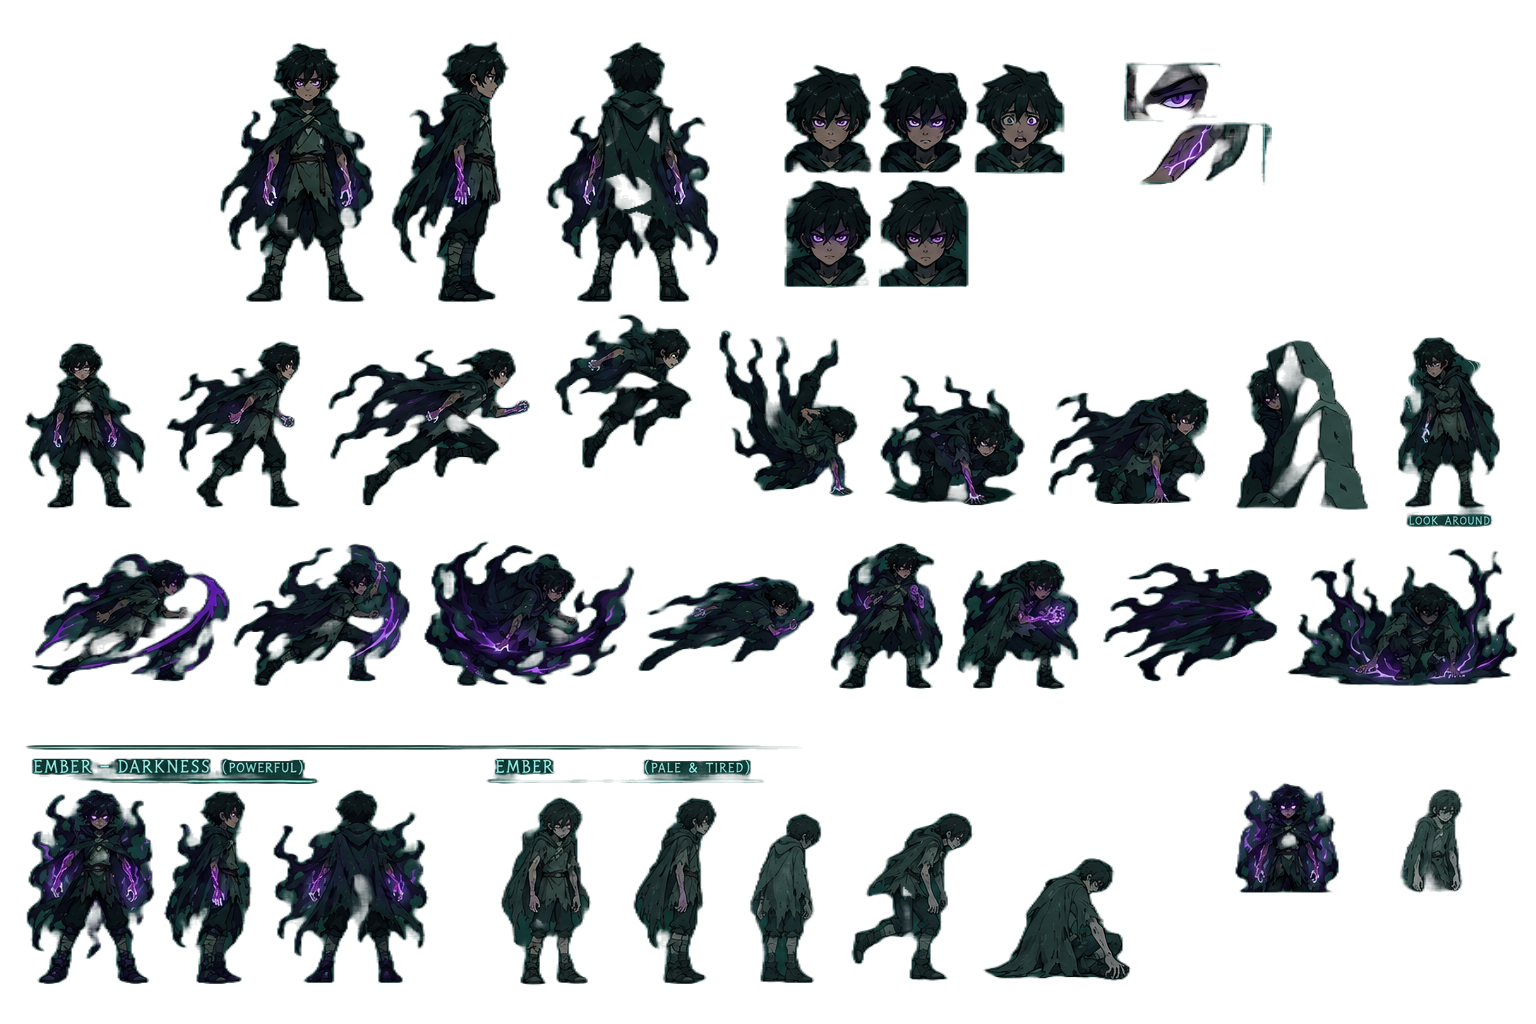 LOOK AROUND
EMBER – DARKNESS (POWERFUL)
EMBER (PALE & TIRED)